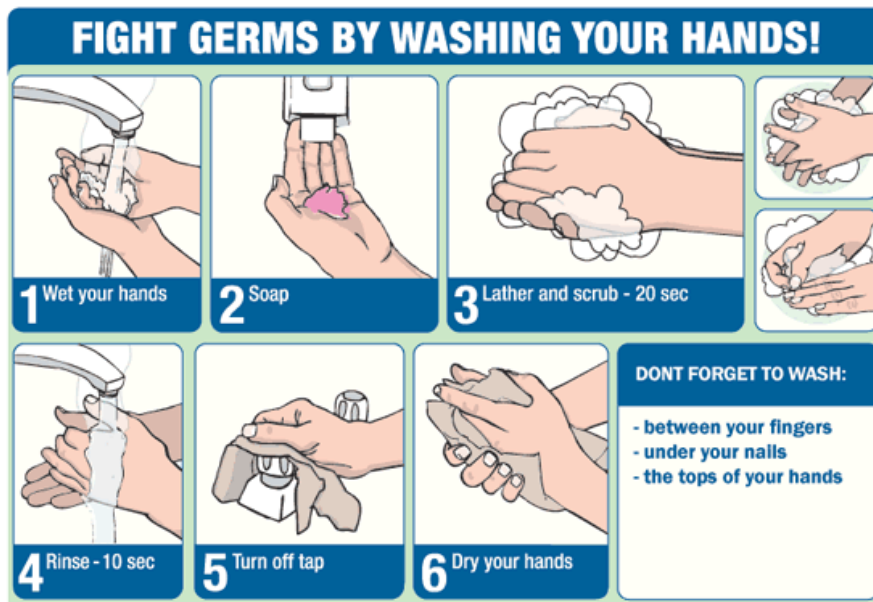 FIGHT GERMS BY WASHING YOUR HANDS!
1 Wet your hands
2 Soap
3 Lather and scrub - 20 sec
4 Rinse - 10 sec
5 Turn off tap
6 Dry your hands
DONT FORGET TO WASH:
- between your fingers
- under your nails
- the tops of your hands